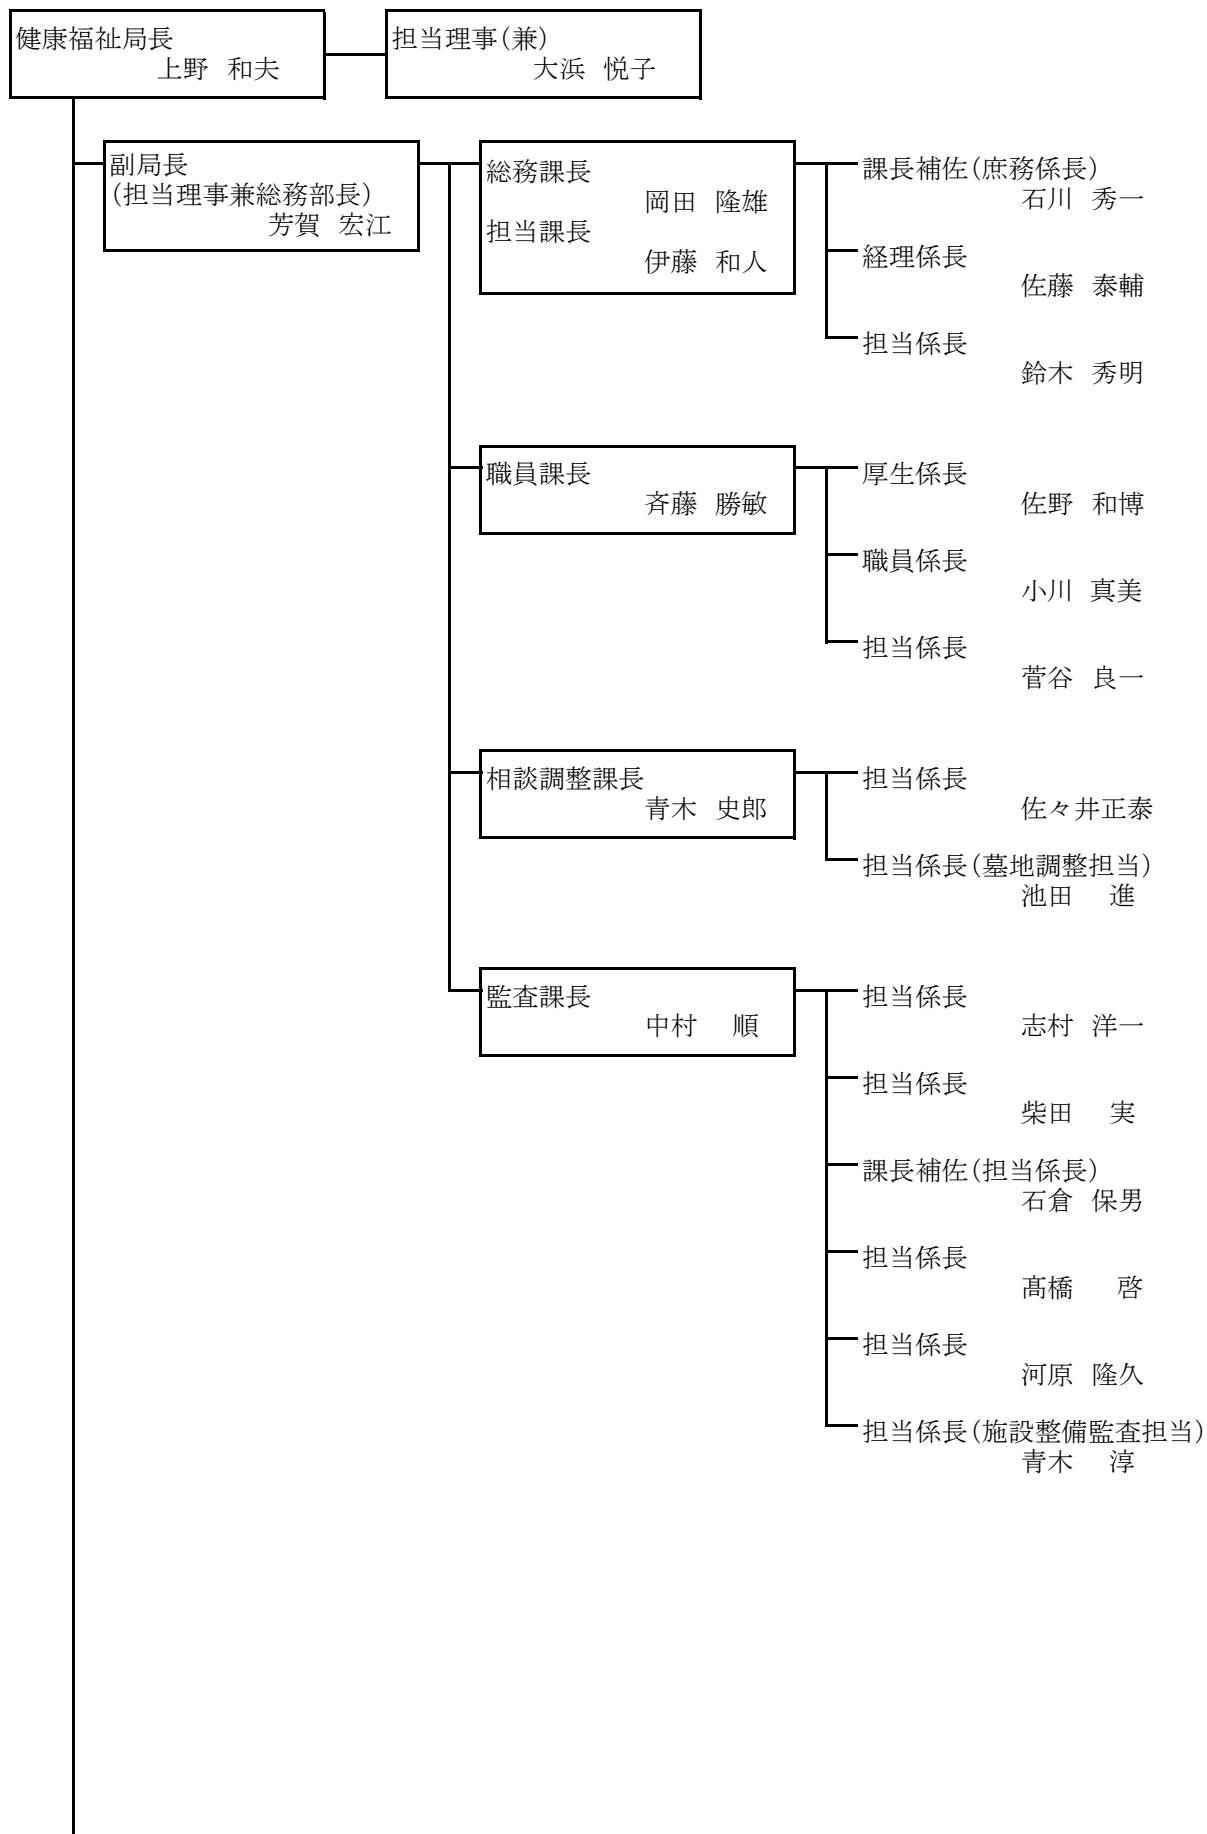 健康福祉局長
上野 和夫
担当理事(兼)
大浜 悦子
副局長
(担当理事兼総務部長)
芳賀 宏江
総務課長
岡田 隆雄
担当課長
伊藤 和人
課長補佐(庶務係長)
石川 秀一
経理係長
佐藤 泰輔
担当係長
鈴木 秀明
職員課長
斉藤 勝敏
厚生係長
佐野 和博
職員係長
小川 真美
担当係長
菅谷 良一
相談調整課長
青木 史郎
担当係長
佐々井正泰
担当係長(墓地調整担当)
池田 進
監査課長
中村 順
担当係長
志村 洋一
担当係長
柴田 実
課長補佐(担当係長)
石倉 保男
担当係長
髙橋 啓
担当係長
河原 隆久
担当係長(施設整備監査担当)
青木 淳